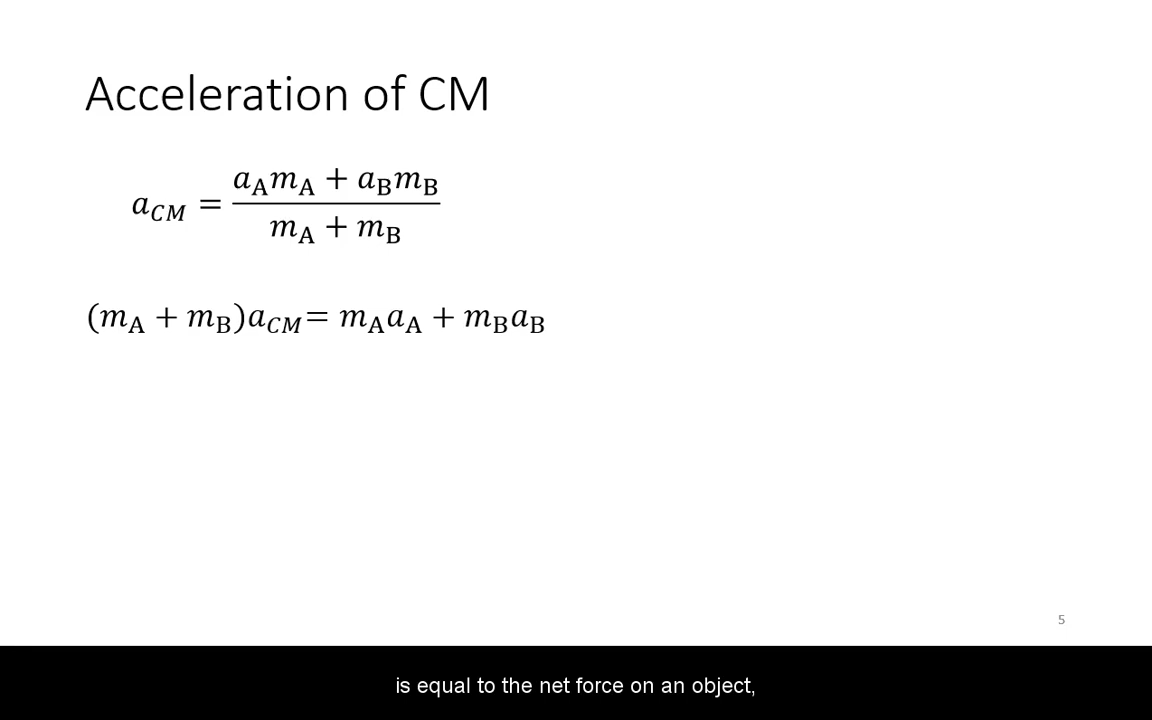 Acceleration of CM
a_CM = (a_A m_A + a_B m_B) / (m_A + m_B)
(m_A + m_B)a_CM = m_A a_A + m_B a_B
5
is equal to the net force on an object,